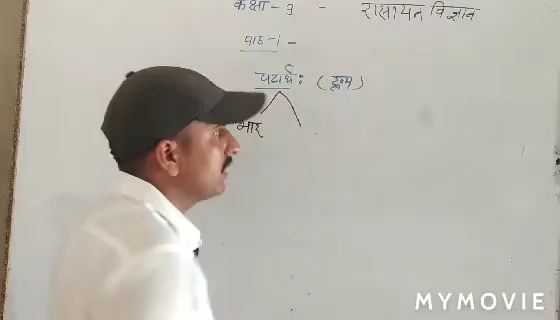 कक्षा - 9 - रासायन विज्ञान
पाठ-1 -
पदार्थ : (द्रव्य)
भार
MYMOVIE